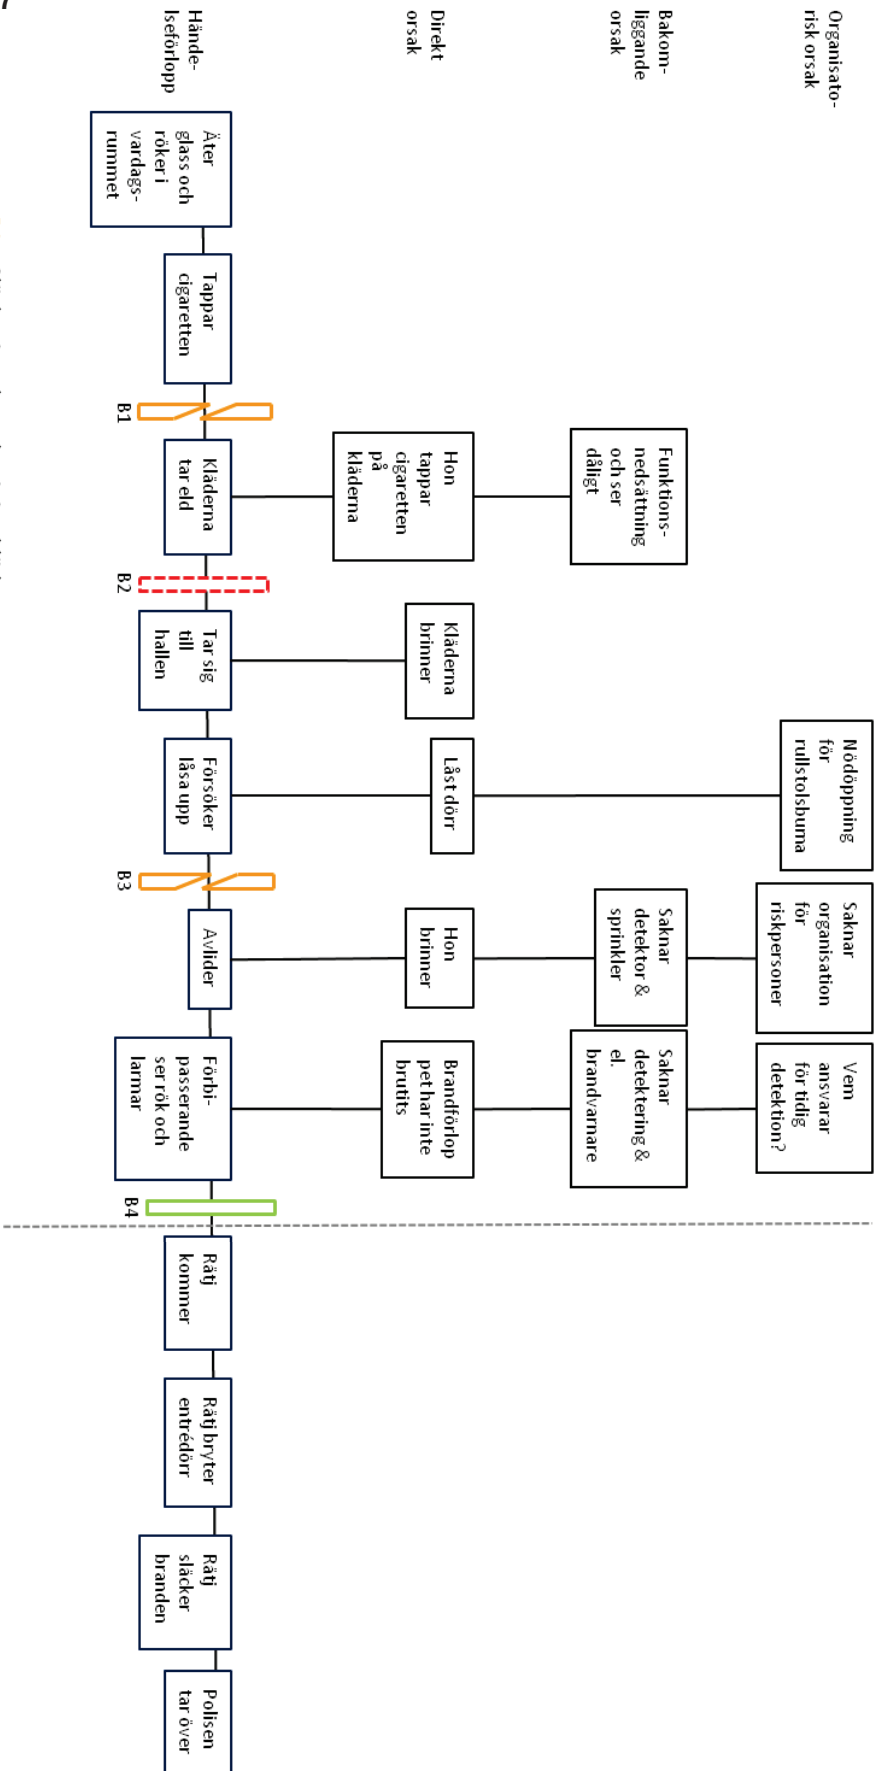 Organisato-
risk orsak
Nödöppning
för
rullstolsburna
Saknar
organisation
för
riskpersoner
Vem
ansvarar
för tidig
detektion?
Bakom-
liggande
orsak
Funktions-
nedsättning
och ser
dåligt
Saknar
detektor &
sprinkler
Saknar
detektering &
el.
brandvarnare
Direkt
orsak
Hon
tappar
cigaretten
på
kläderna
Kläderna
brinner
Låst dörr
Hon
brinner
Brandförlop
pet har inte
brutits
Hände-
lseförlopp
Äter
glass och
röker i
vardags-
rummet
Tappar
cigaretten
Kläderna
tar eld
Tar sig
till
hallen
Försöker
låsa upp
Avlider
Förbi-
passerande
ser rök och
larmar
Rätj
kommer
Rätj bryter
entrédörr
Rätj
släcker
branden
Polisen
tar över
B1
B2
B3
B4